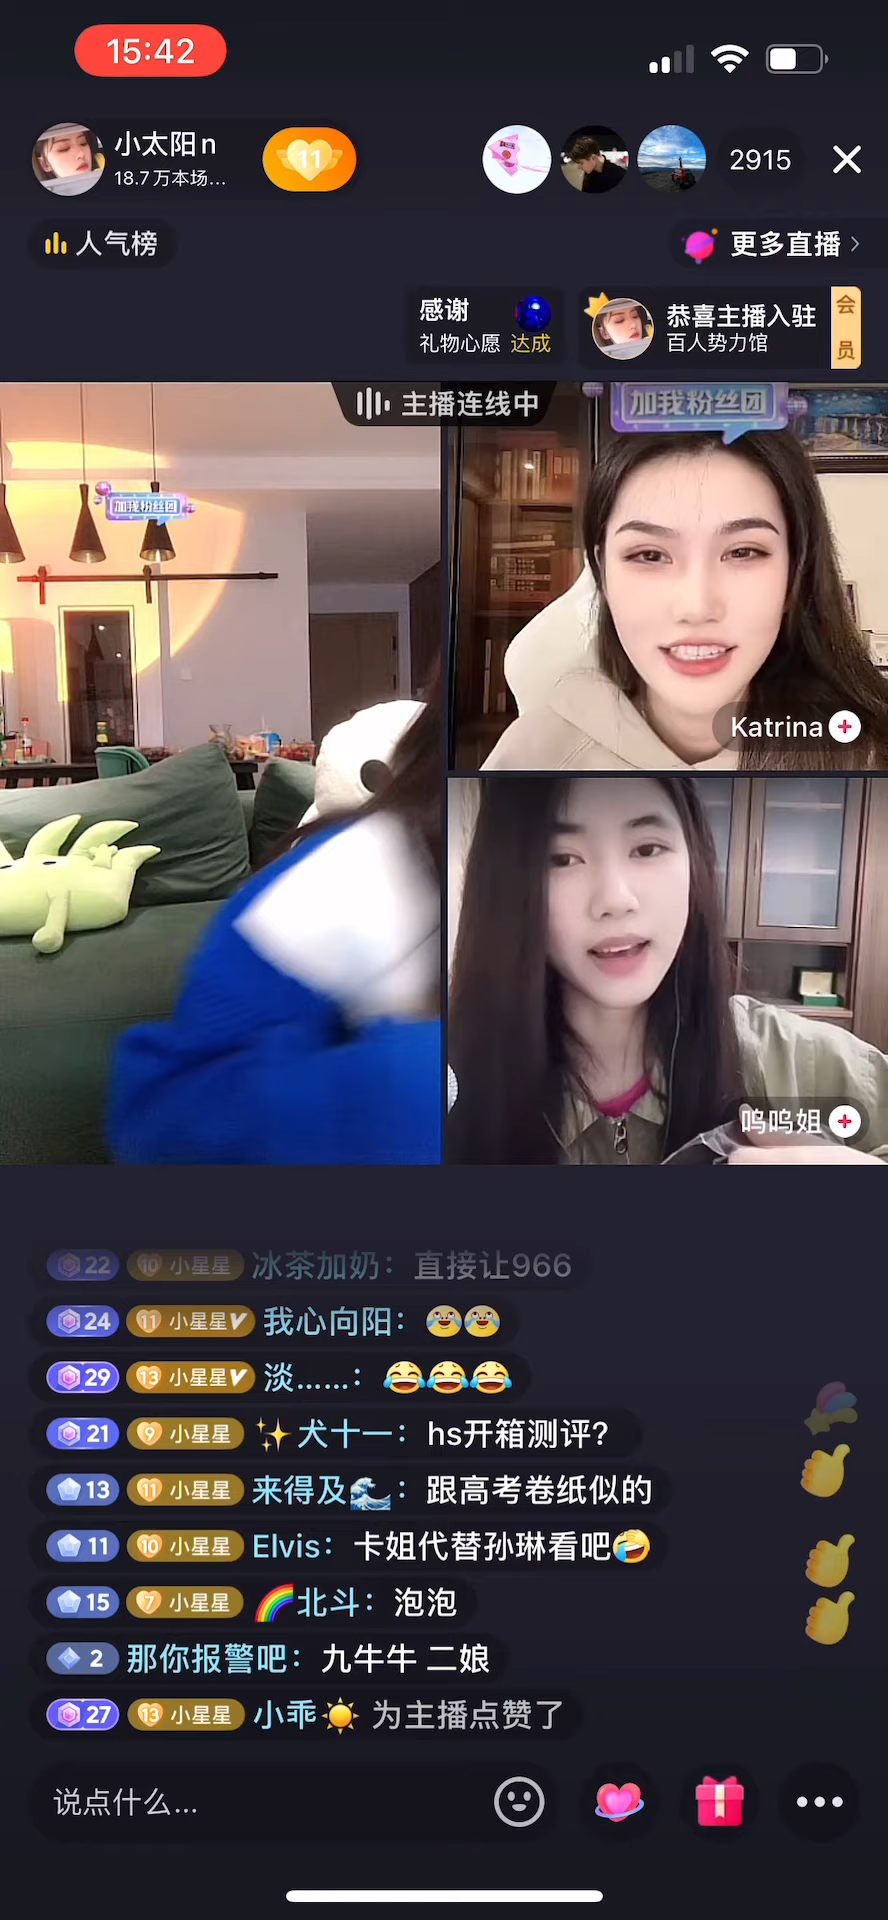 15:42
小太阳n
18.7万本场...
11
2915
人气榜
更多直播
感谢
礼物心愿 达成
恭喜主播入驻
百人势力馆
会员
主播连线中
加我粉丝团
加我粉丝团
Katrina
呜呜姐
22 10 小星星 冰茶加奶：直接让966
24 11 小星星 我心向阳：😂😂
29 13 小星星 淡......：😂😂😂
21 9 小星星 ✨犬十一：hs开箱测评?
13 11 小星星 来得及🌊：跟高考卷纸似的
11 10 小星星 Elvis：卡姐代替孙琳看吧🤣
15 7 小星星 🌈北斗：泡泡
2 那你报警吧：九牛牛 二娘
27 13 小星星 小乖☀️ 为主播点赞了
说点什么...